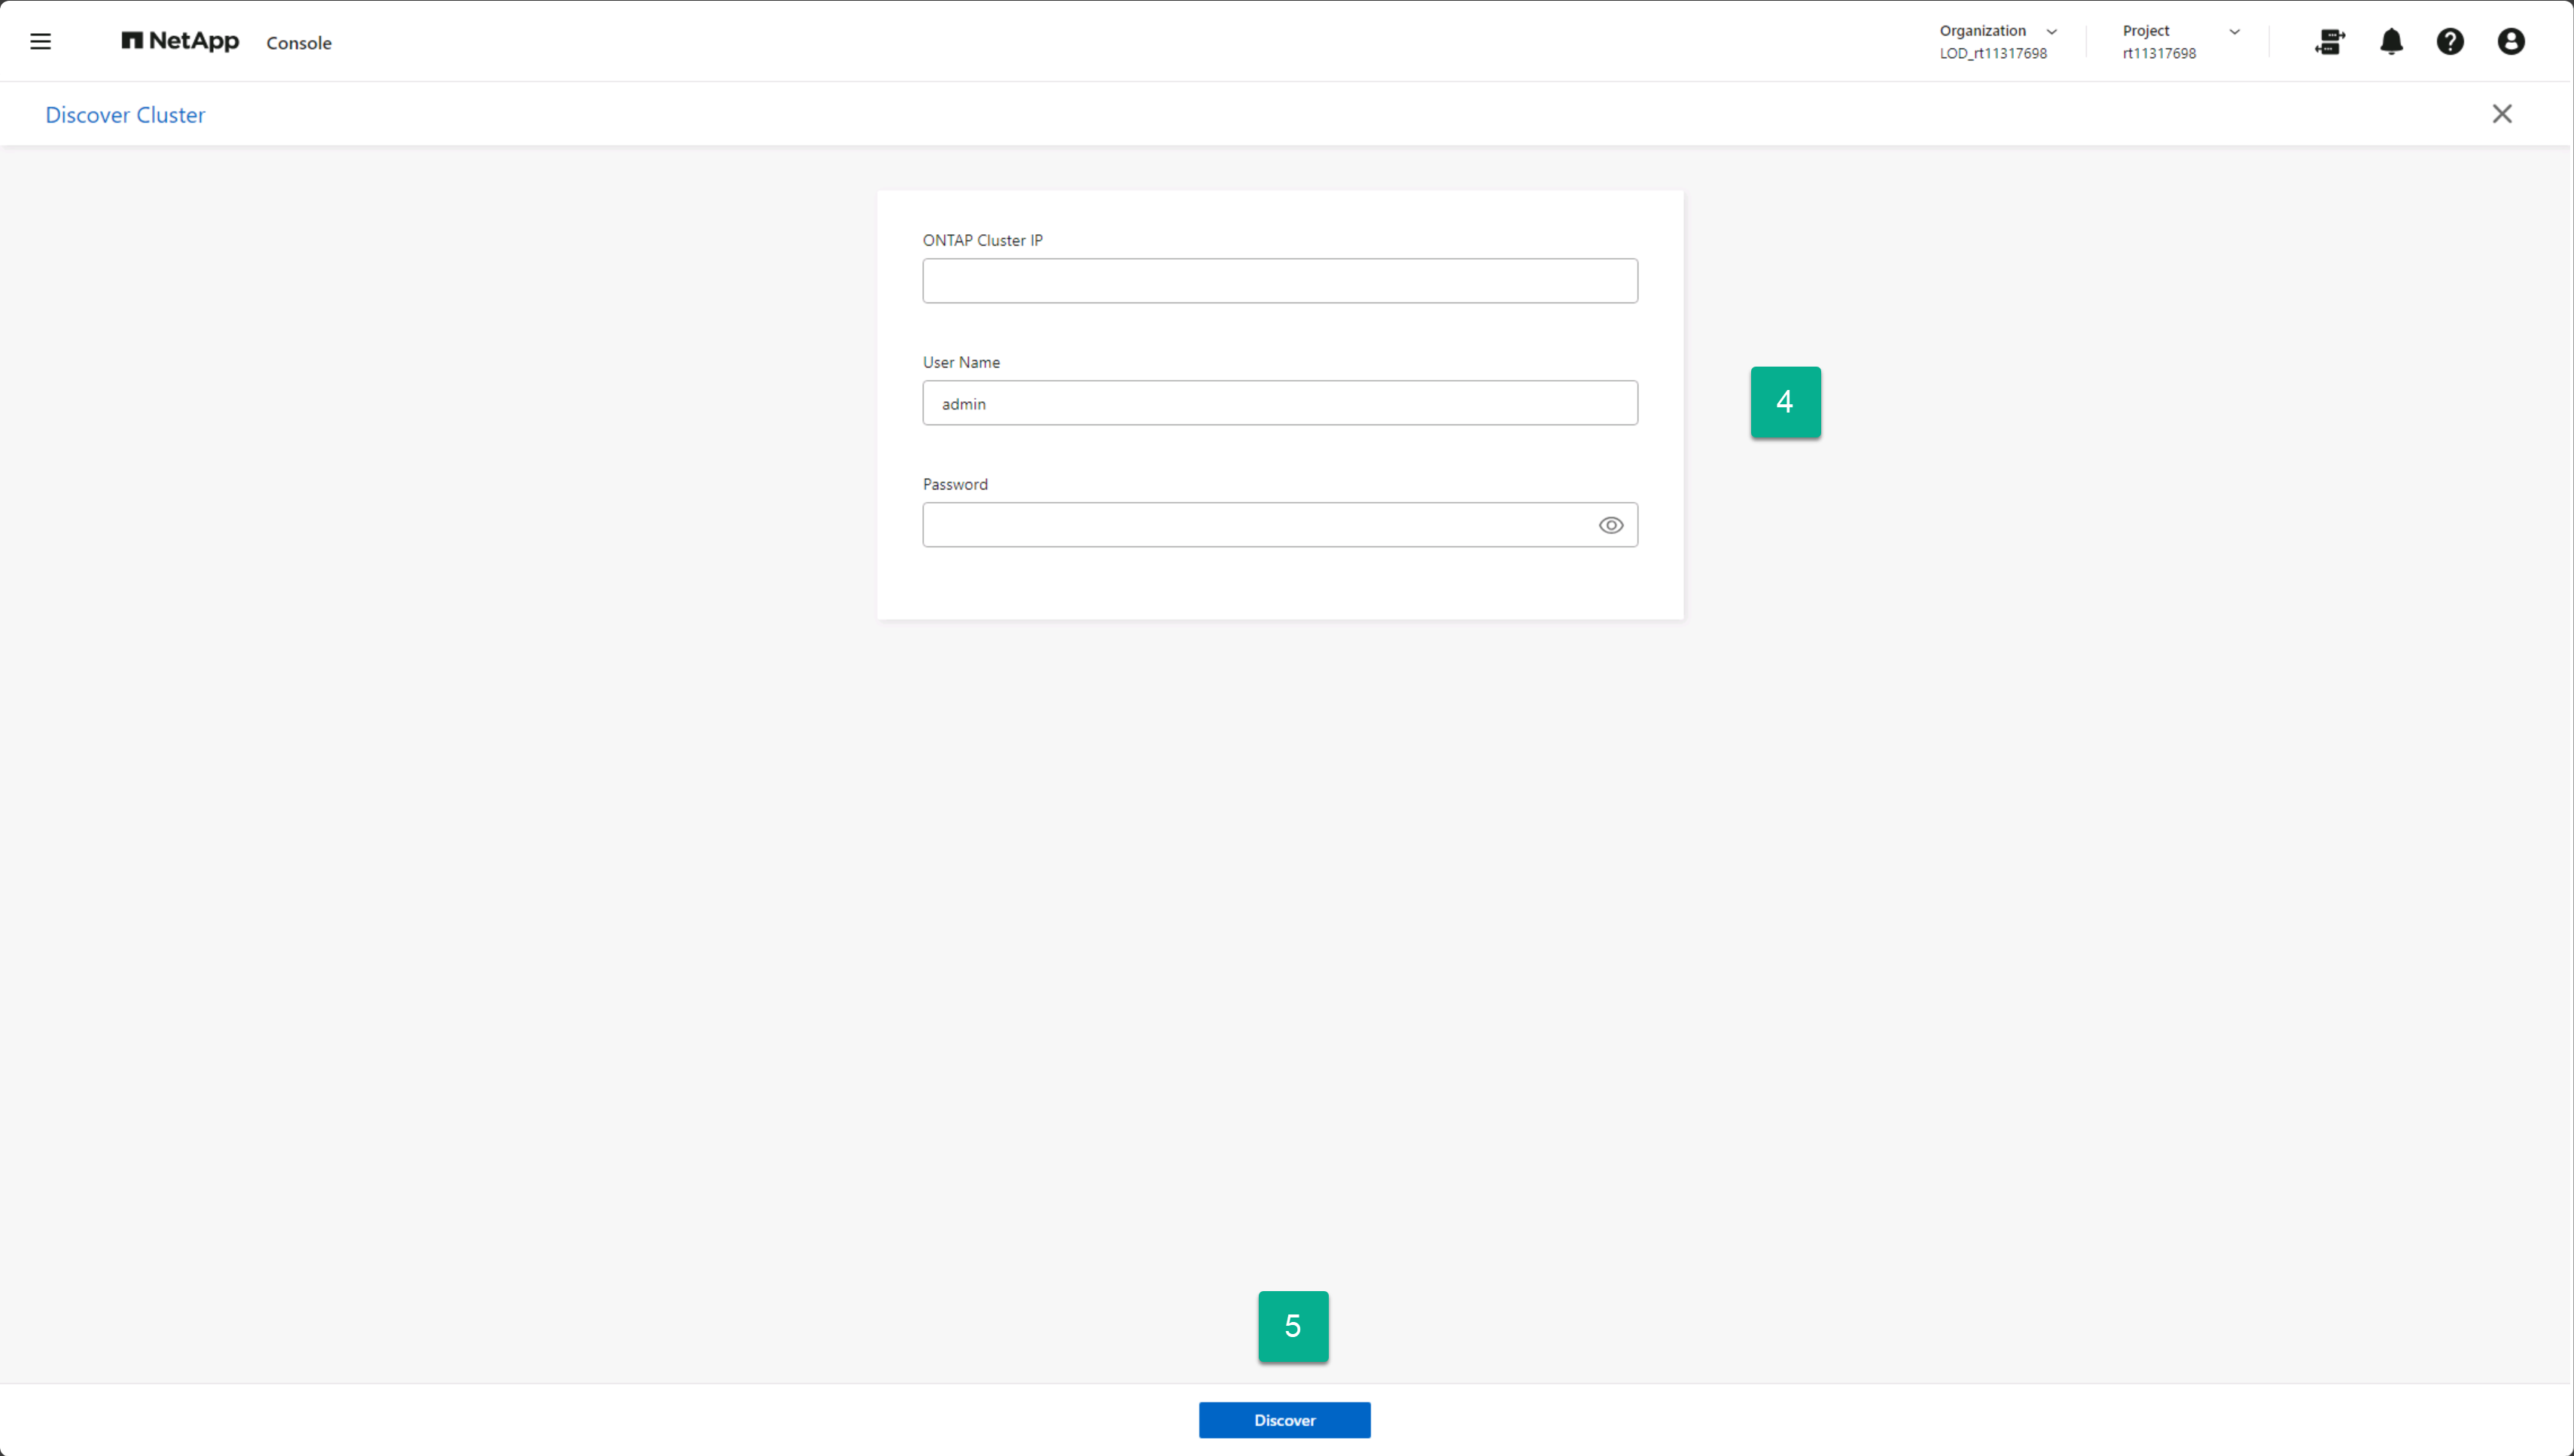 NetApp Console
Organization
LOD_rt11317698
Project
rt11317698
Discover Cluster
ONTAP Cluster IP
User Name
admin
4
Password
5
Discover